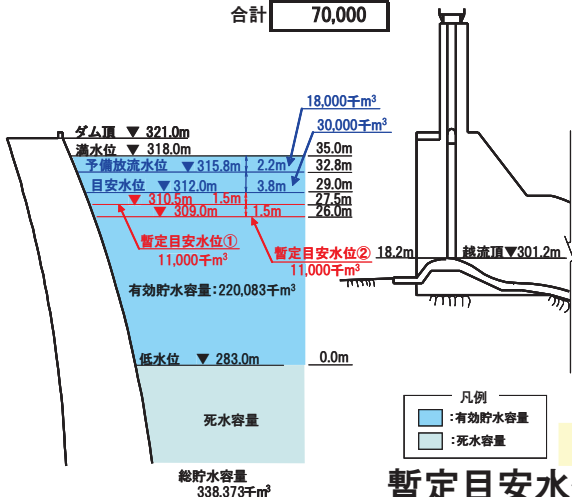 合計 70,000
18,000千m³
30,000千m³
ダム頂 ▼ 321.0m
満水位 ▼ 318.0m 35.0m
予備放流水位 ▼ 315.8m 2.2m 32.8m
目安水位 ▼ 312.0m 3.8m 29.0m
▼ 310.5m 1.5m 27.5m
▼ 309.0m 1.5m 26.0m
暫定目安水位①
11,000千m³
暫定目安水位②
11,000千m³
18.2m 越流頂▼301.2m
有効貯水容量:220,083千m³
低水位 ▼ 283.0m 0.0m
死水容量
凡例
:有効貯水容量
:死水容量
総貯水容量
338,373千m³
暫定目安水